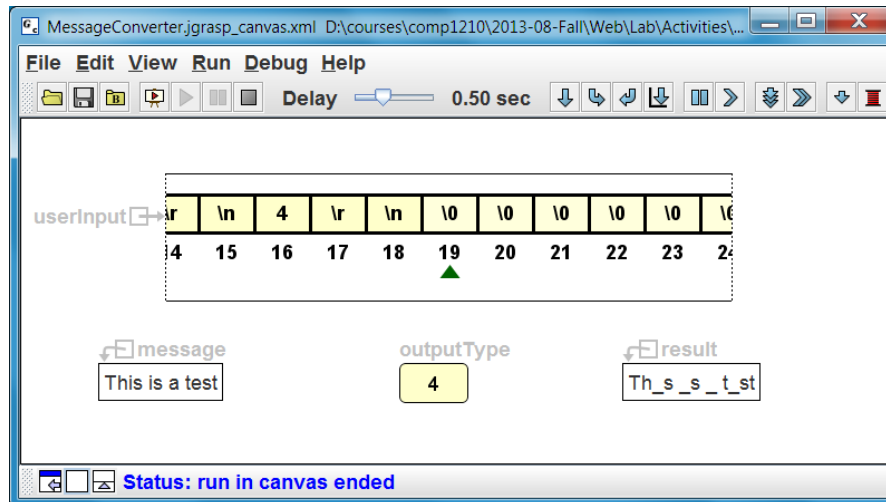 MessageConverter.jgrasp_canvas.xml D:\courses\comp1210\2013-08-Fall\Web\Lab\Activities\...
File Edit View Run Debug Help
Delay 0.50 sec
userInput \r \n 4 \r \n \0 \0 \0 \0 \0
14 15 16 17 18 19 20 21 22 23 24
message outputType result
This is a test 4 Th_s _s _ t_st
Status: run in canvas ended